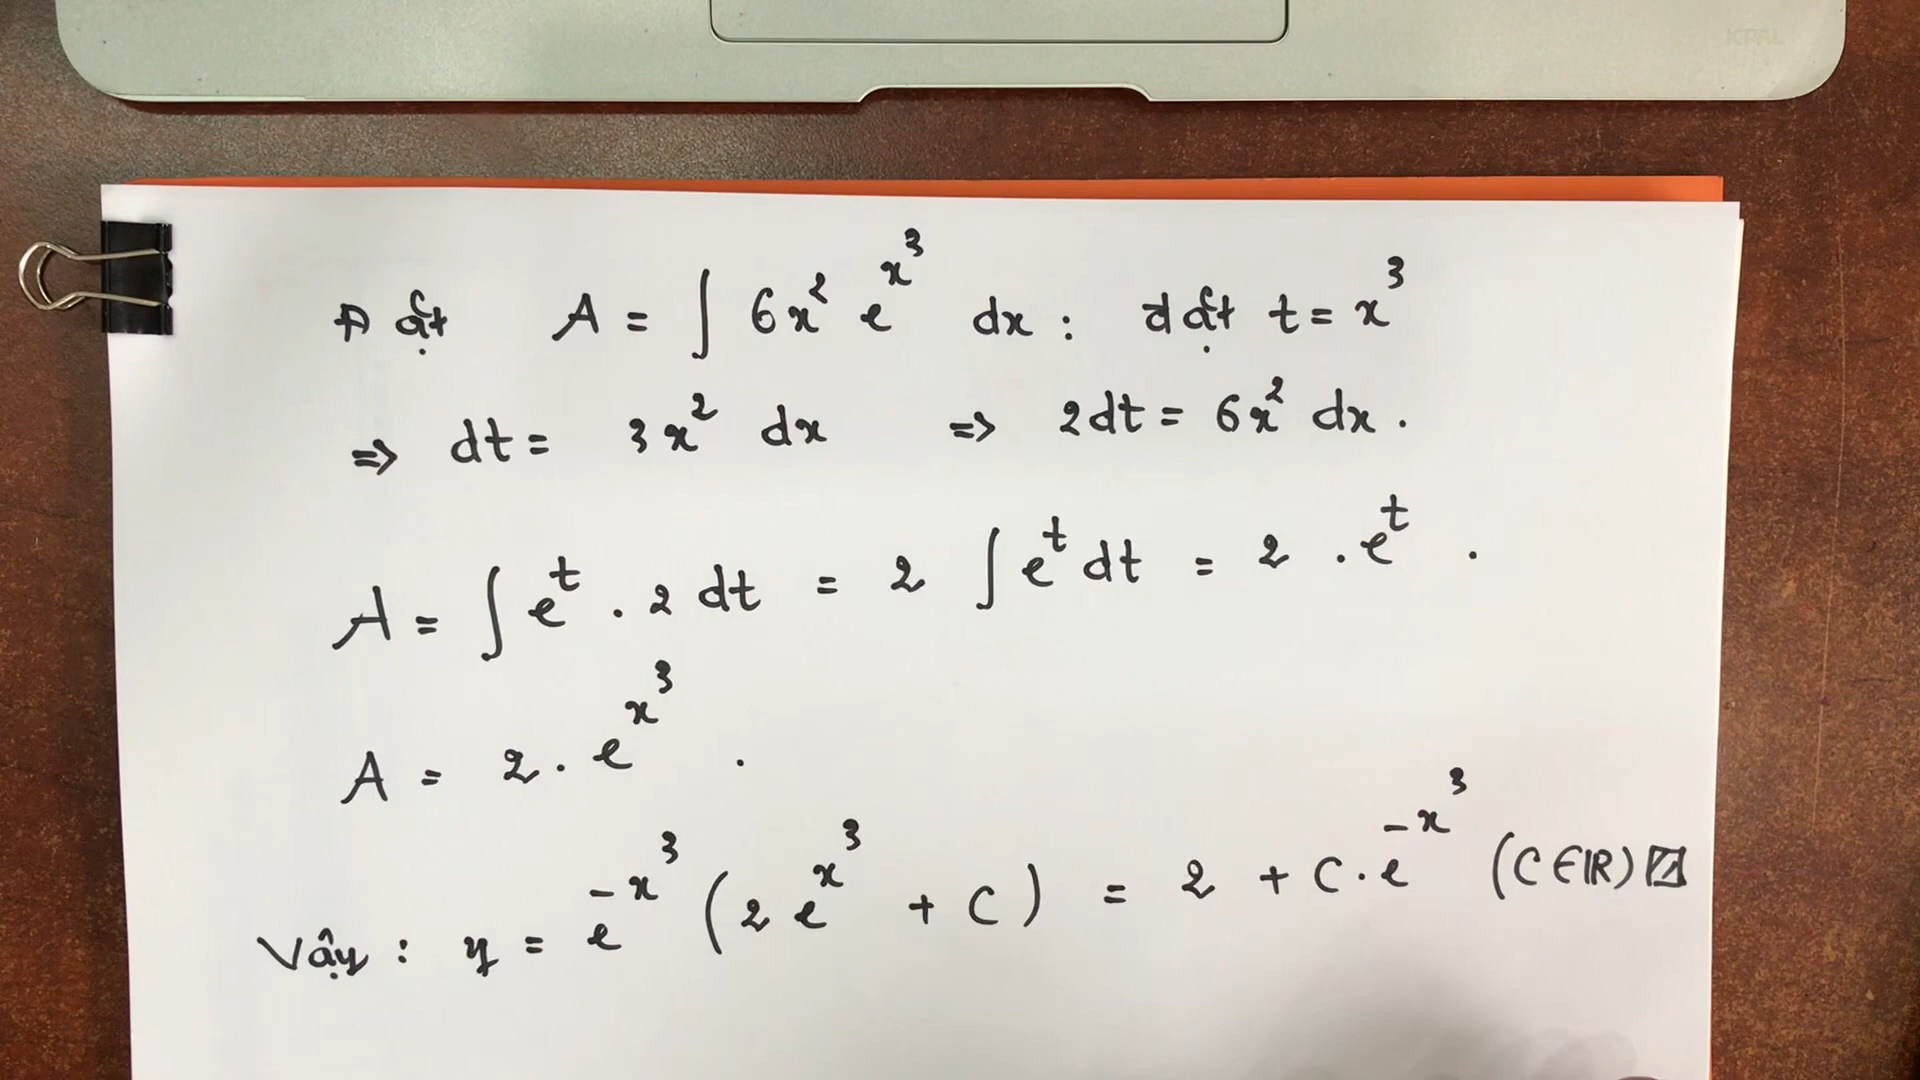 Đặt A = ∫ 6x² e^{x³} dx : đặt t = x³
=> dt = 3x² dx => 2dt = 6x² dx .
A = ∫ e^t . 2 dt = 2 ∫ e^t dt = 2 . e^t .
A = 2 . e^{x³} .
Vậy : y = e^{-x³} ( 2 e^{x³} + C ) = 2 + C . e^{-x³} (C ∈ ℝ)